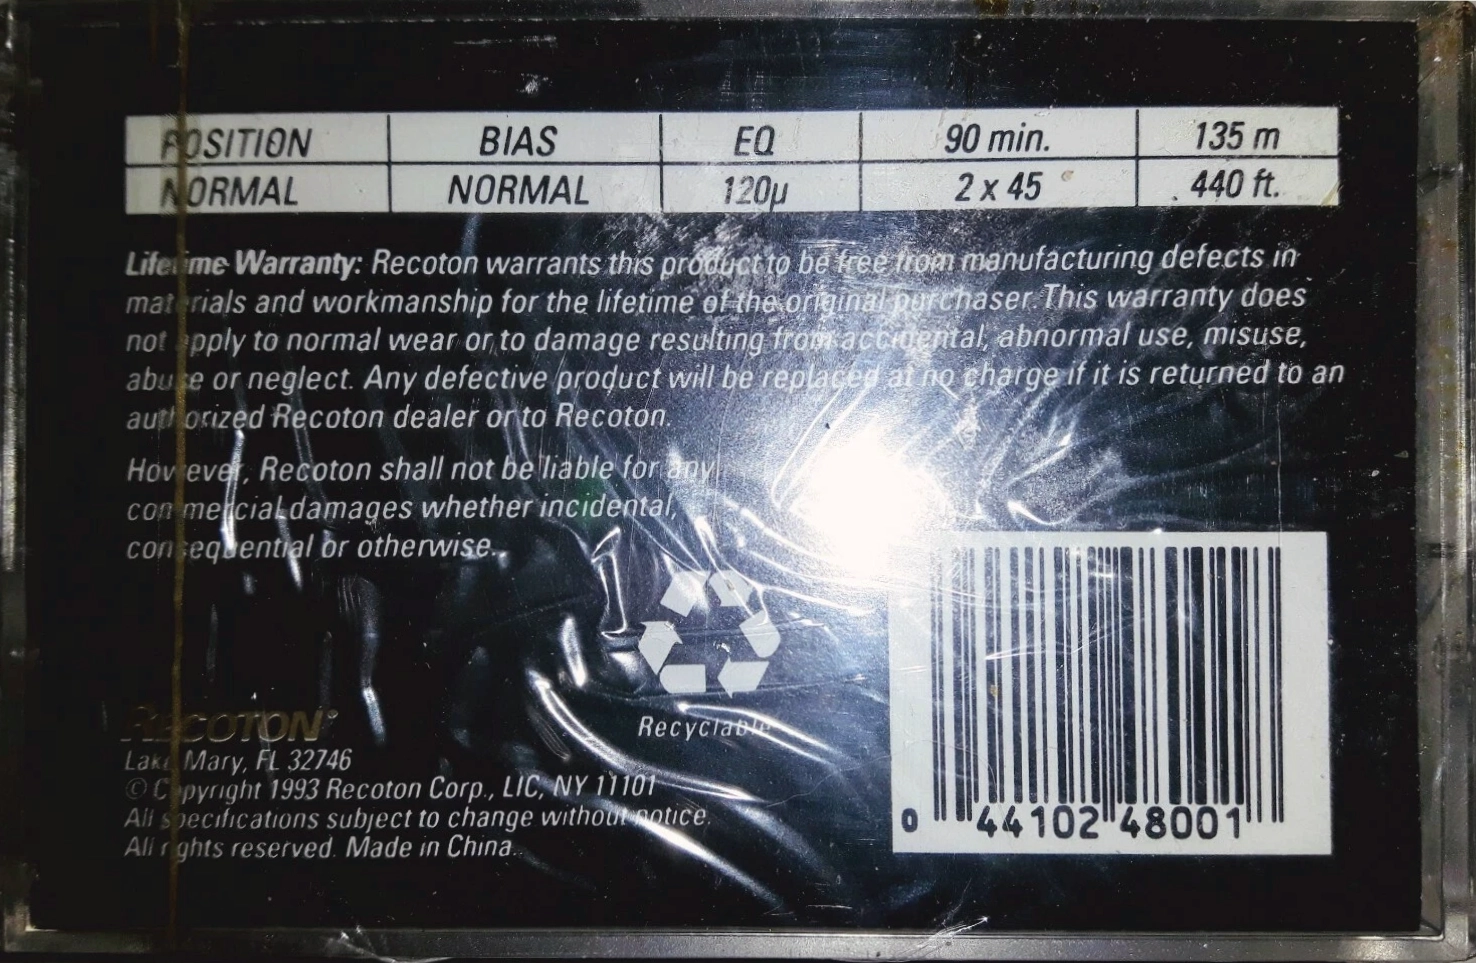 POSITION BIAS EQ 90 min. 135 m
NORMAL NORMAL 120µ 2 x 45 440 ft.
Lifetime Warranty: Recoton warrants this product to be free from manufacturing defects in
materials and workmanship for the lifetime of the original purchaser. This warranty does
not apply to normal wear or to damage resulting from accidental, abnormal use, misuse,
abuse or neglect. Any defective product will be replaced at no charge if it is returned to an
authorized Recoton dealer or to Recoton.
However, Recoton shall not be liable for any
commercial damages whether incidental,
consequential or otherwise.
Recyclable
RECOTON®
Lake Mary, FL 32746
© Copyright 1993 Recoton Corp., LIC, NY 11101
All specifications subject to change without notice.
All rights reserved. Made in China.
0 44102 48001